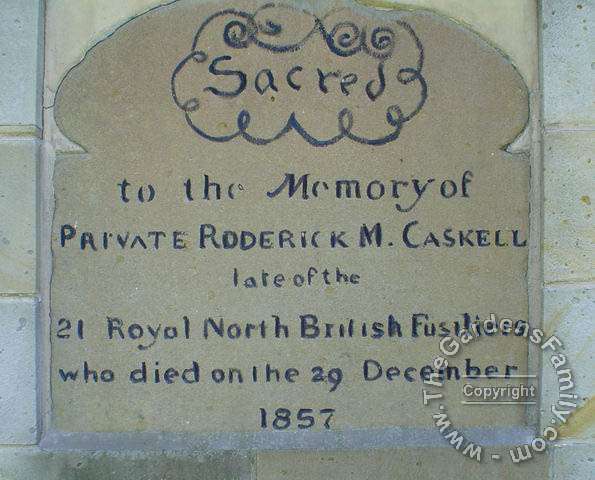 Sacred
to the Memory of
PRIVATE RODERICK M. CASKELL
late of the
21 Royal North British Fusiliers
who died on the 29 December
1857
www.TheGardensFamily.com
Copyright